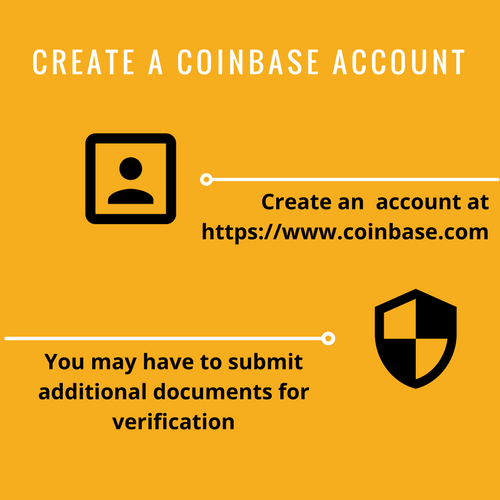 CREATE A COINBASE ACCOUNT
Create an  account at
https://www.coinbase.com
You may have to submit
additional documents for
verification